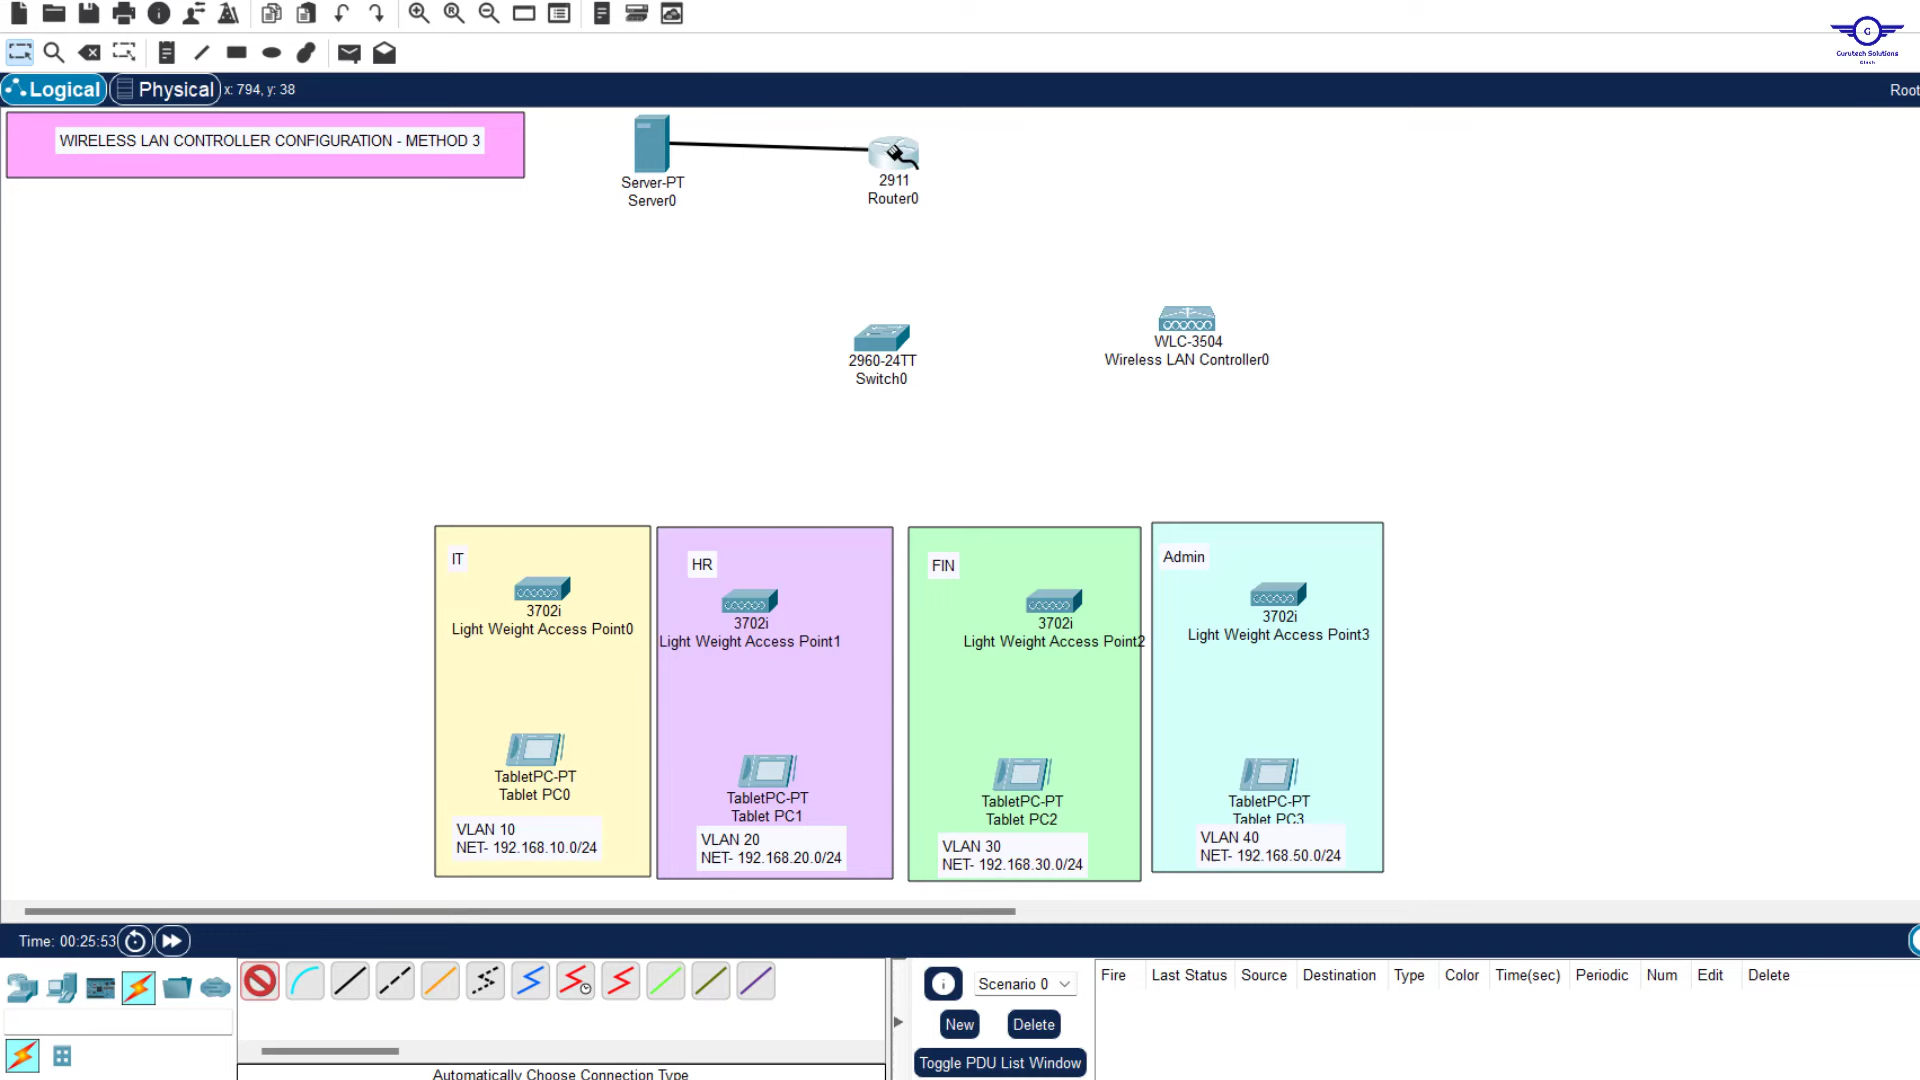 G
Gurutech Solutions
Gtech
Logical
Physical
x: 794, y: 38
Root
WIRELESS LAN CONTROLLER CONFIGURATION - METHOD 3
Server-PT
Server0
2911
Router0
2960-24TT
Switch0
WLC-3504
Wireless LAN Controller0
IT
3702i
Light Weight Access Point0
TabletPC-PT
Tablet PC0
VLAN 10
NET- 192.168.10.0/24
HR
3702i
Light Weight Access Point1
TabletPC-PT
Tablet PC1
VLAN 20
NET- 192.168.20.0/24
FIN
3702i
Light Weight Access Point2
TabletPC-PT
Tablet PC2
VLAN 30
NET- 192.168.30.0/24
Admin
3702i
Light Weight Access Point3
TabletPC-PT
Tablet PC3
VLAN 40
NET- 192.168.50.0/24
Time: 00:25:53
Scenario 0
New
Delete
Toggle PDU List Window
Fire Last Status Source Destination Type Color Time(sec) Periodic Num Edit Delete
Automatically Choose Connection Type